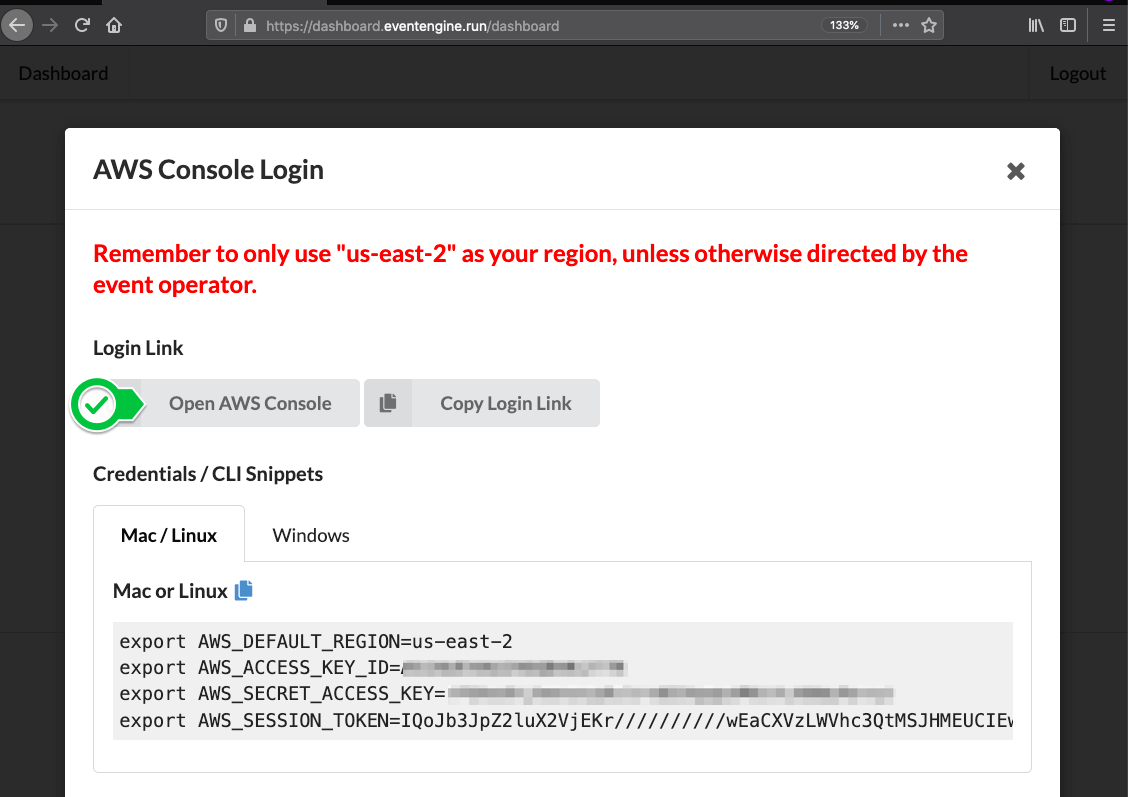 https://dashboard.eventengine.run/dashboard
133%
Dashboard
Logout
AWS Console Login
Remember to only use "us-east-2" as your region, unless otherwise directed by the
event operator.
Login Link
Open AWS Console
Copy Login Link
Credentials / CLI Snippets
Mac / Linux
Windows
Mac or Linux
export AWS_DEFAULT_REGION=us-east-2
export AWS_ACCESS_KEY_ID=
export AWS_SECRET_ACCESS_KEY=
export AWS_SESSION_TOKEN=IQoJb3JpZ2luX2VjEKr//////////wEaCXVzLWVhc3QtMSJHMEUCIEw